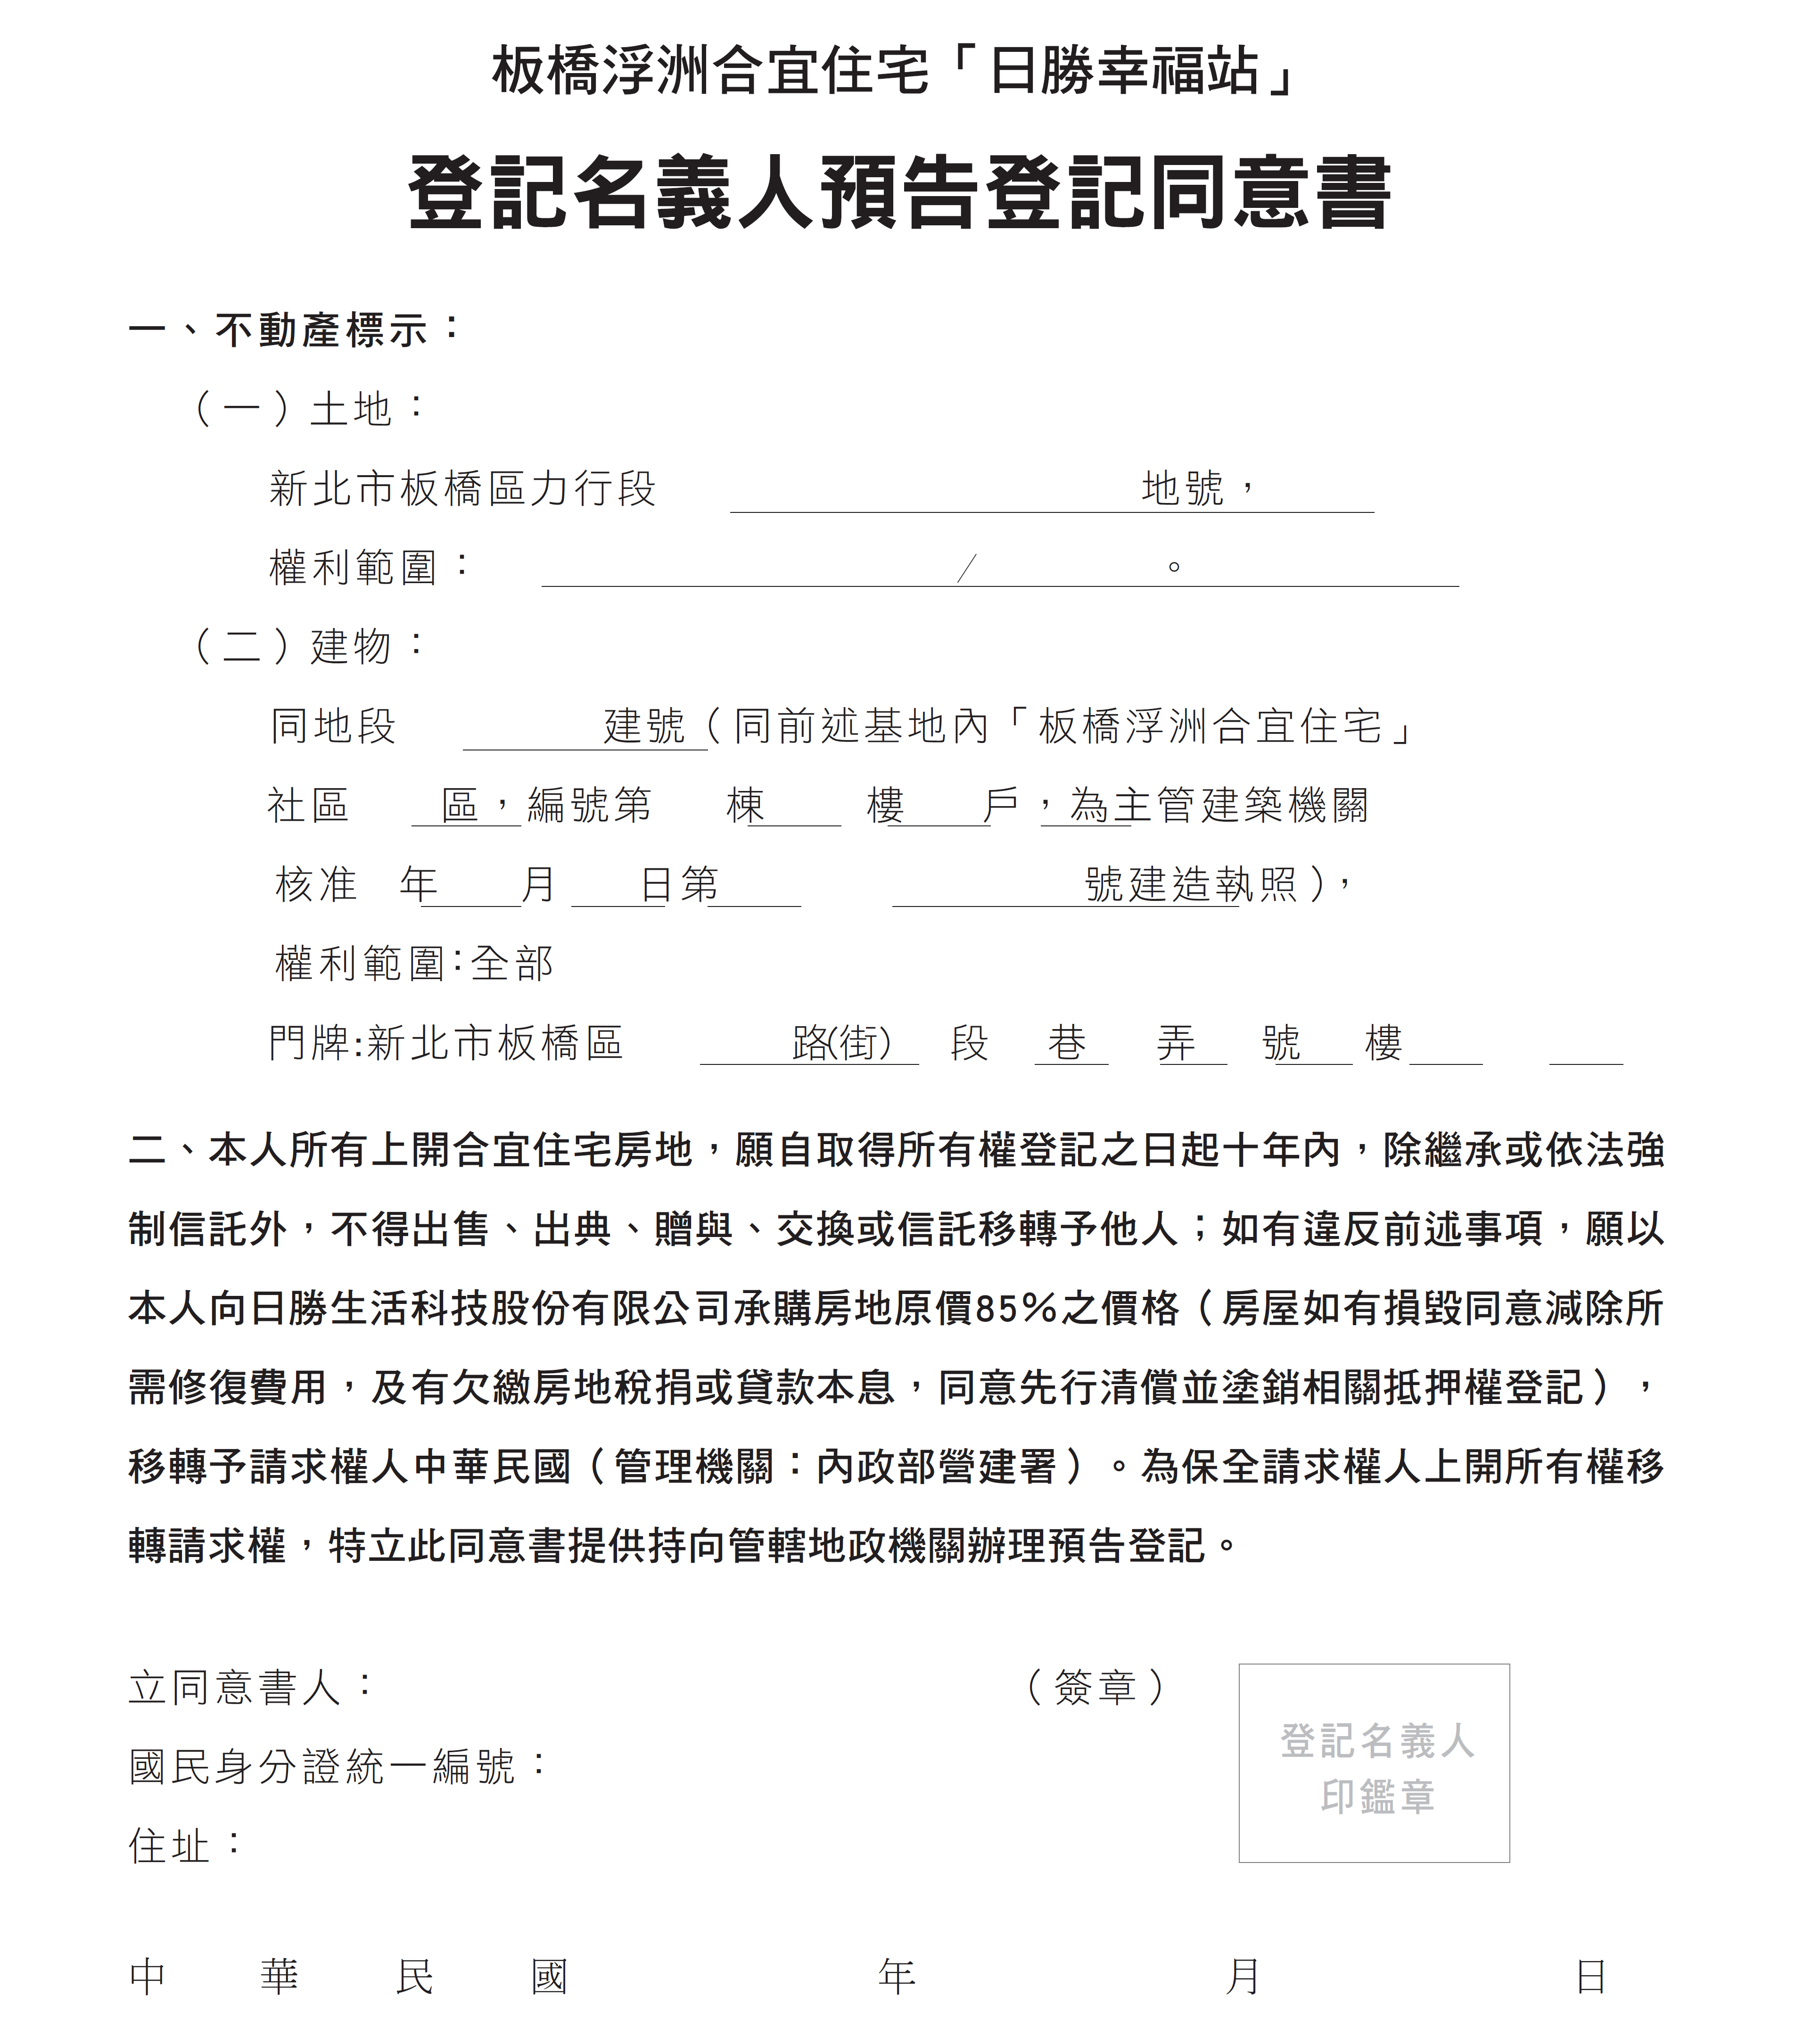 板橋浮洲合宜住宅「日勝幸福站」
登記名義人預告登記同意書
一、不動產標示：
（一）土地：
新北市板橋區力行段　　　　地號，
權利範圍：　　　　/　　　　。
（二）建物：
同地段　　　　建號（同前述基地內「板橋浮洲合宜住宅」
社區　　區，編號第　　棟　　樓　　戶，為主管建築機關
核准　年　　月　　日第　　　　號建造執照），
權利範圍：全部
門牌:新北市板橋區　　　　路(街)　段　巷　弄　號　樓
二、本人所有上開合宜住宅房地，願自取得所有權登記之日起十年內，除繼承或依法強
制信託外，不得出售、出典、贈與、交換或信託移轉予他人；如有違反前述事項，願以
本人向日勝生活科技股份有限公司承購房地原價85%之價格（房屋如有損毀同意減除所
需修復費用，及有欠繳房地稅捐或貸款本息，同意先行清償並塗銷相關抵押權登記），
移轉予請求權人中華民國（管理機關：內政部營建署）。為保全請求權人上開所有權移
轉請求權，特立此同意書提供持向管轄地政機關辦理預告登記。
立同意書人：　　　　（簽章）
國民身分證統一編號：
住址：
登記名義人
印鑑章
中　華　民　國　　　　年　　　　月　　　　日